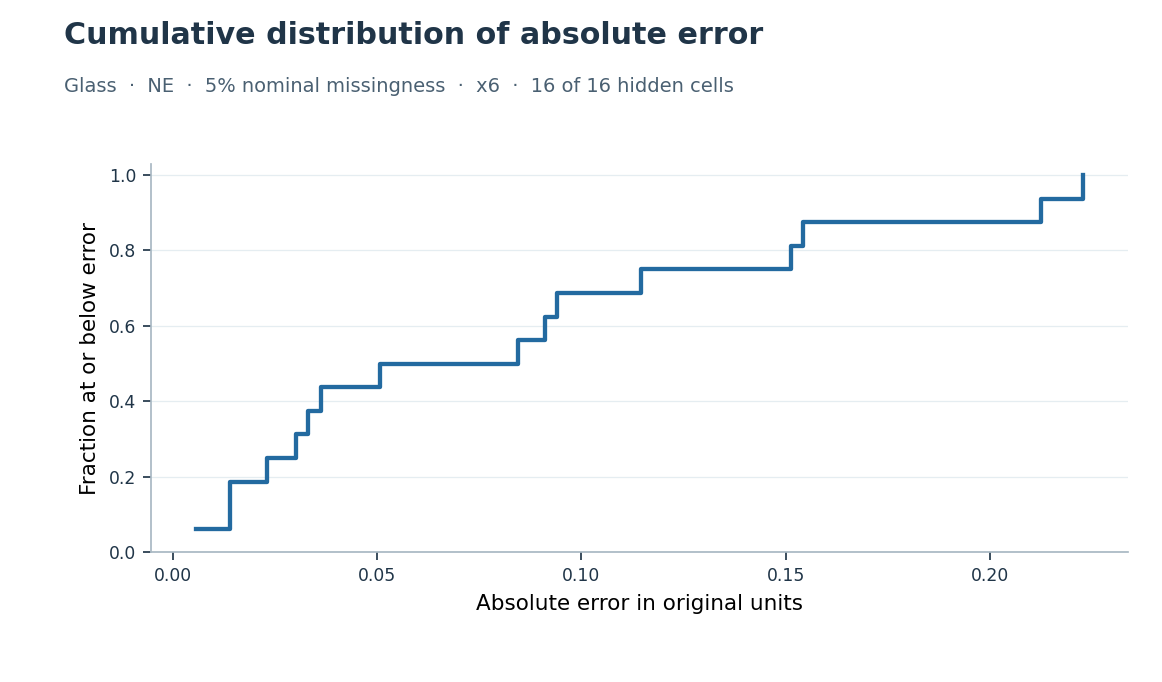 Cumulative distribution of absolute error
Glass · NE · 5% nominal missingness · x6 · 16 of 16 hidden cells
Fraction at or below error
1.0
0.8
0.6
0.4
0.2
0.0
0.00 0.05 0.10 0.15 0.20
Absolute error in original units